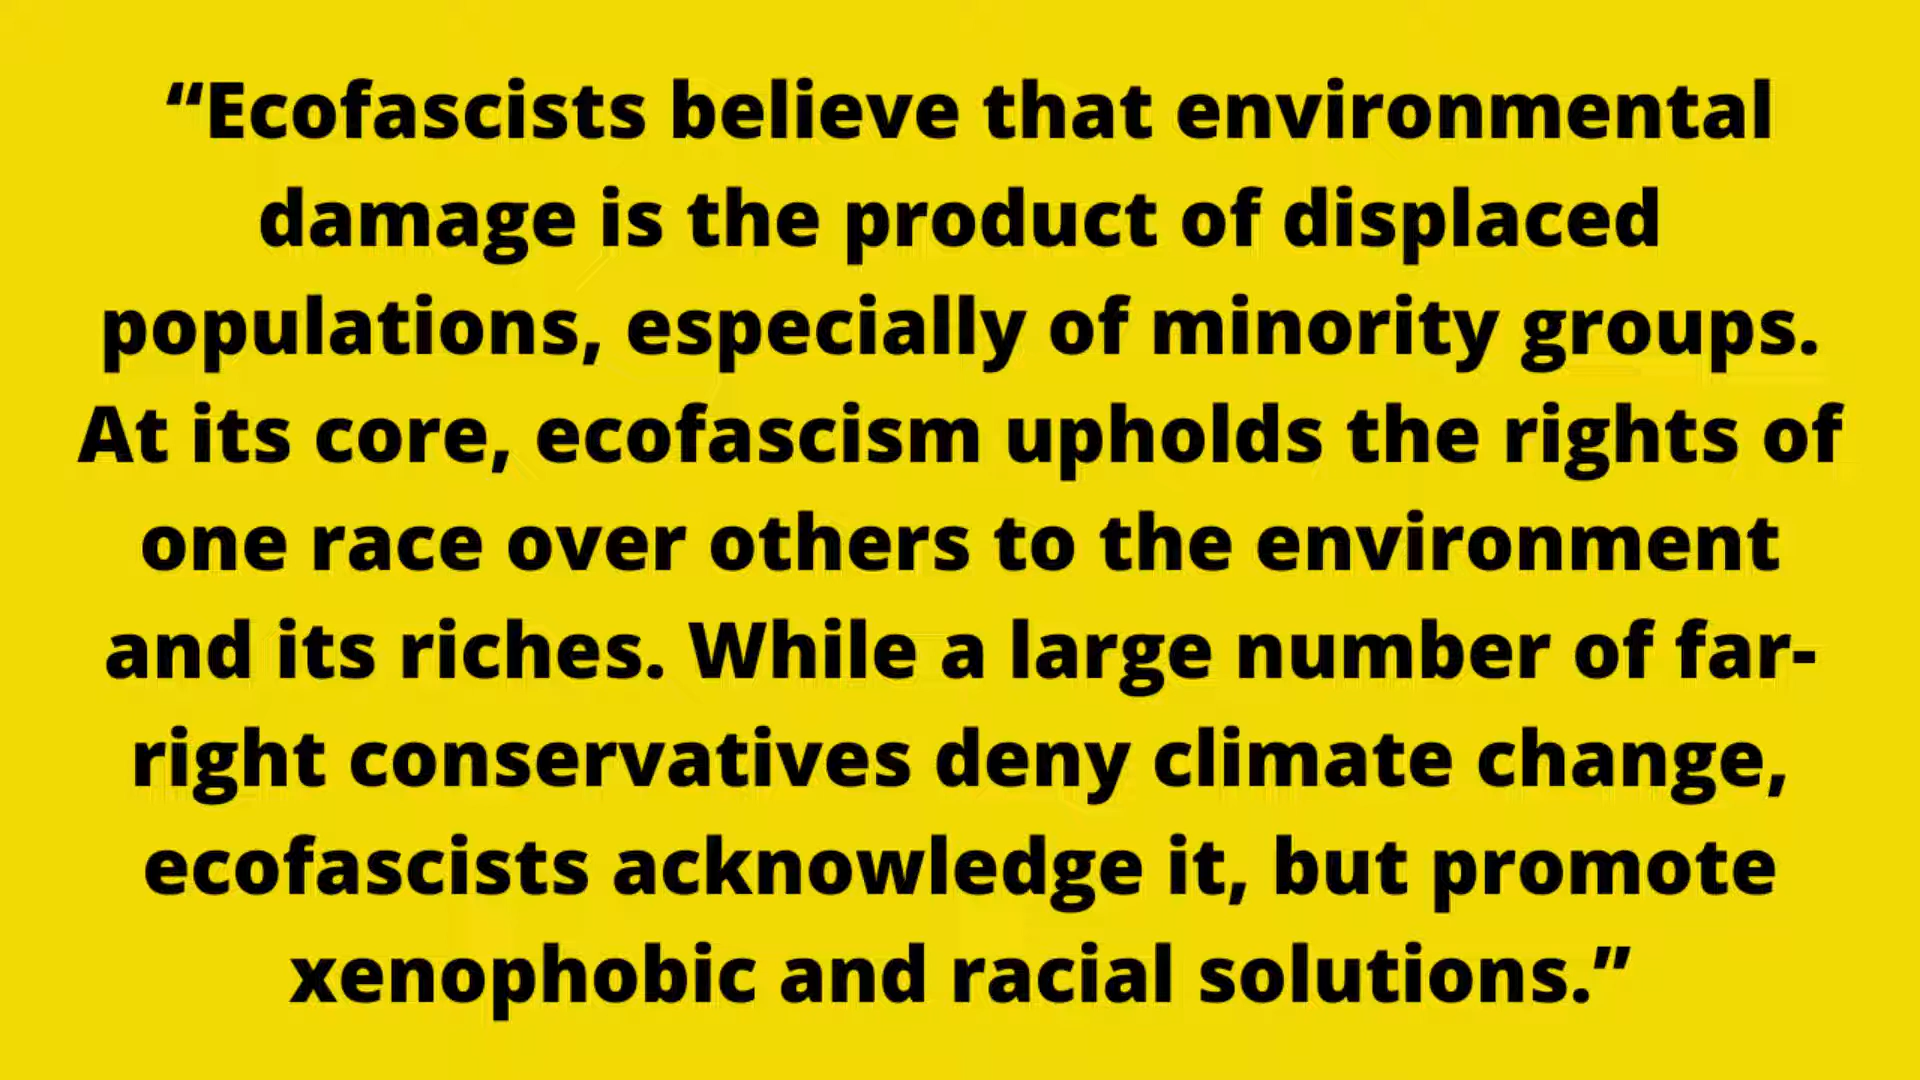 “Ecofascists believe that environmental
damage is the product of displaced
populations, especially of minority groups.
At its core, ecofascism upholds the rights of
one race over others to the environment
and its riches. While a large number of far-
right conservatives deny climate change,
ecofascists acknowledge it, but promote
xenophobic and racial solutions.”